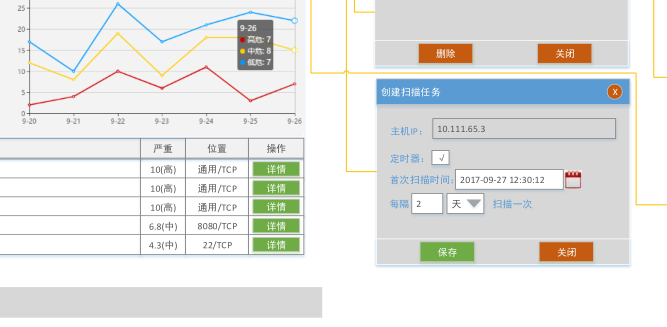 25
20
15
10
5
0
9-20 9-21 9-22 9-23 9-24 9-25 9-26
9-26
高危: 7
中危: 8
低危: 7
严重 位置 操作
10(高) 通用/TCP 详情
10(高) 通用/TCP 详情
10(高) 通用/TCP 详情
6.8(中) 8080/TCP 详情
4.3(中) 22/TCP 详情
删除 关闭
创建扫描任务 X
主机IP： 10.111.65.3
定时器： √
首次扫描时间： 2017-09-27 12:30:12
每隔 2 天 扫描一次
保存 关闭